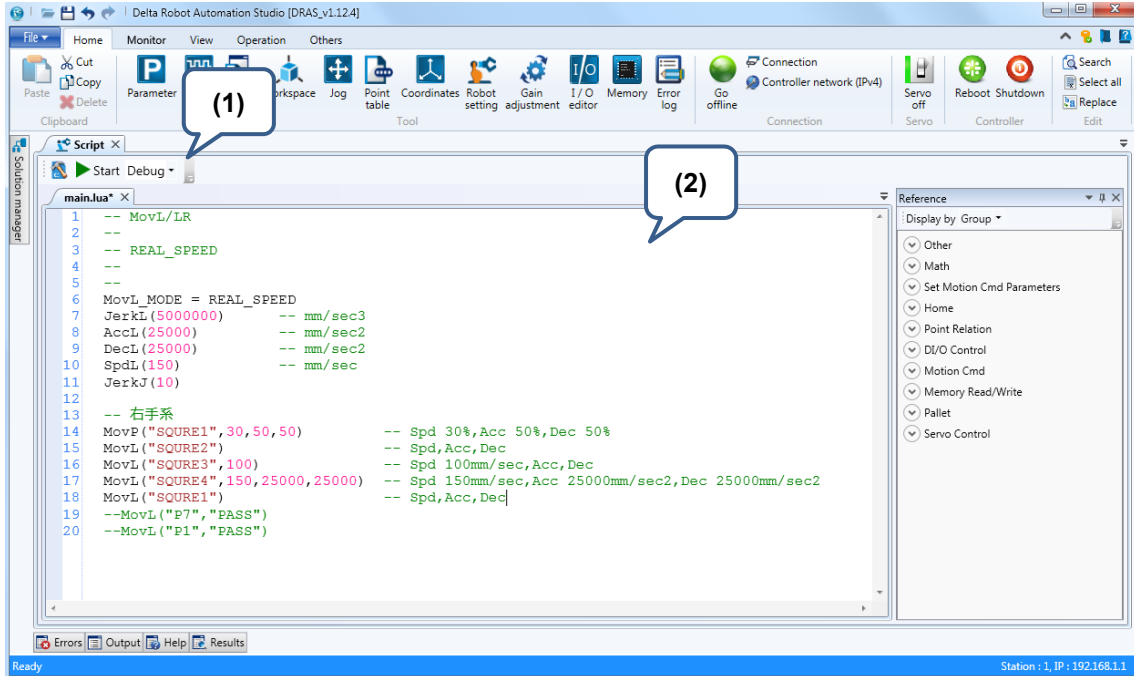 Delta Robot Automation Studio [DRAS_v1.12.4]
File Home Monitor View Operation Others
Paste
Cut
Copy
Delete
Clipboard
Parameter
rkspace
Jog
Point table
Coordinates
Robot setting
Gain adjustment
I/O
I / O editor
Memory
Error log
Tool
Go offline
Connection
Controller network (IPv4)
Connection
Servo off
Servo
Reboot
Shutdown
Controller
Search
Select all
Replace
Edit
(1)
(2)
Solution manager
Script
Start Debug
main.lua*
1 -- MovL/LR
2 --
3 -- REAL_SPEED
4 --
5 --
6 MovL_MODE = REAL_SPEED
7 JerkL(5000000) -- mm/sec3
8 AccL(25000) -- mm/sec2
9 DecL(25000) -- mm/sec2
10 SpdL(150) -- mm/sec
11 JerkJ(10)
12
13 -- 右手系
14 MovP("SQURE1",30,50,50) -- Spd 30%,Acc 50%,Dec 50%
15 MovL("SQURE2") -- Spd,Acc,Dec
16 MovL("SQURE3",100) -- Spd 100mm/sec,Acc,Dec
17 MovL("SQURE4",150,25000,25000) -- Spd 150mm/sec,Acc 25000mm/sec2,Dec 25000mm/sec2
18 MovL("SQURE1") -- Spd,Acc,Dec
19 --MovL("P7","PASS")
20 --MovL("P1","PASS")
Reference
Display by Group
Other
Math
Set Motion Cmd Parameters
Home
Point Relation
DI/O Control
Motion Cmd
Memory Read/Write
Pallet
Servo Control
Errors Output Help Results
Ready
Station : 1, IP : 192.168.1.1